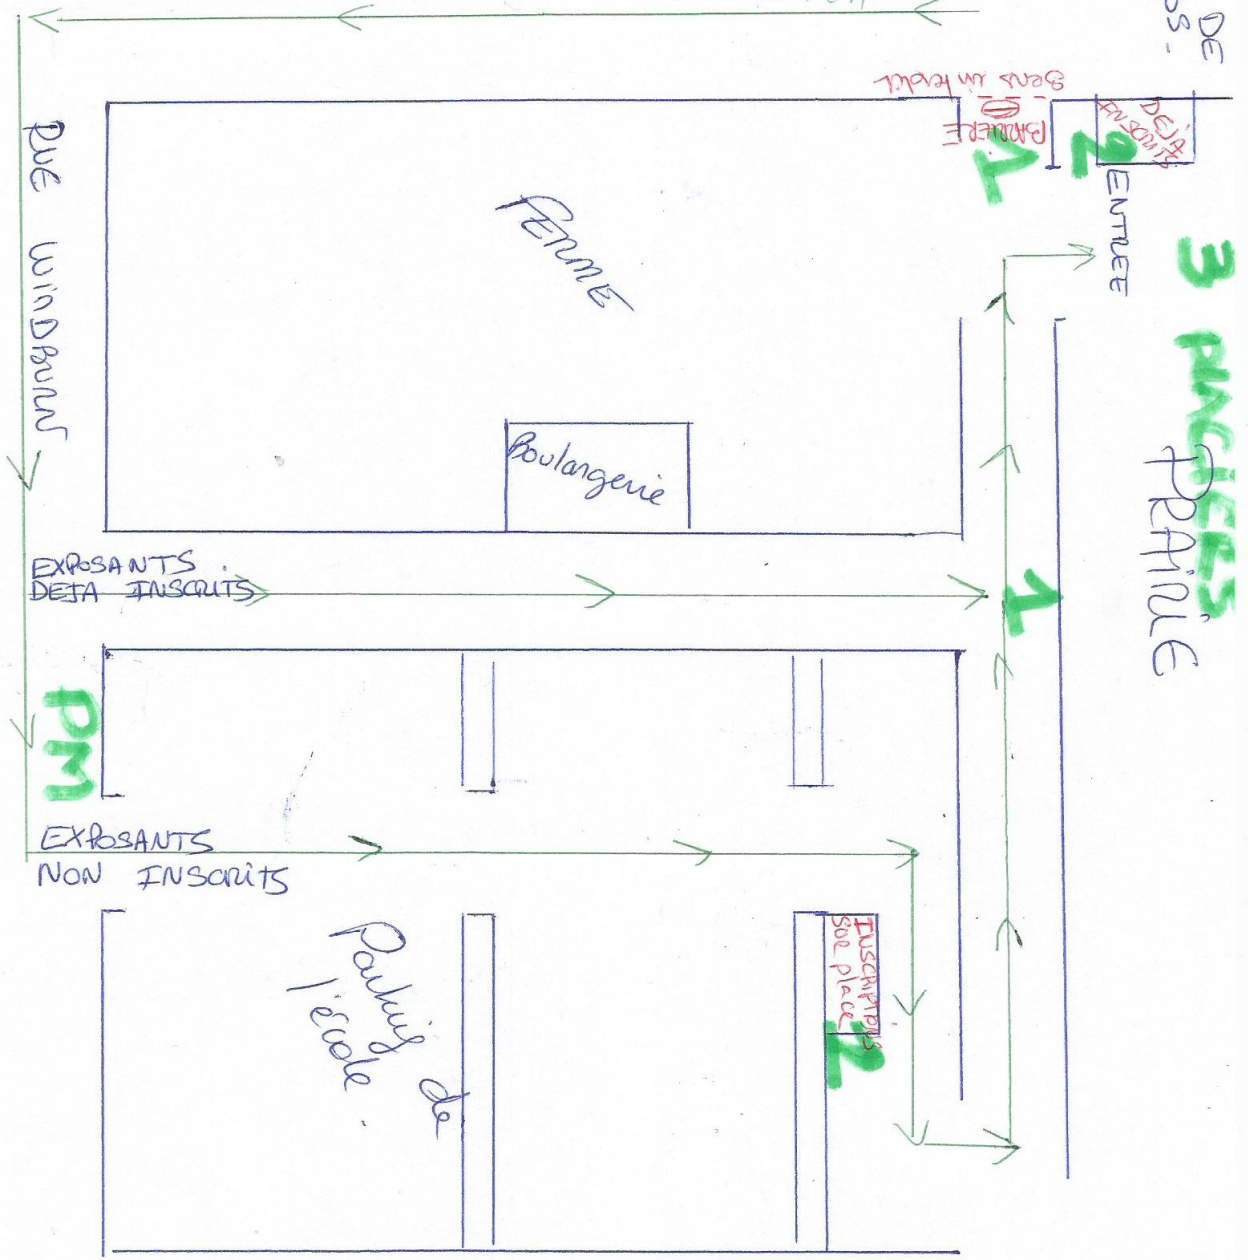 DE
Sens interdit
BARRIERE
1
2
DÉJÀ
INSCRITS
ENTREE
3 PLACIERS
PRAIRIE
RUE WINDBURN
FERME
Boulangerie
EXPOSANTS
DEJA INSCRITS
1
PM
EXPOSANTS
NON INSCRITS
INSCRIPTIONS
SUR place
2
Parking de
l'école.